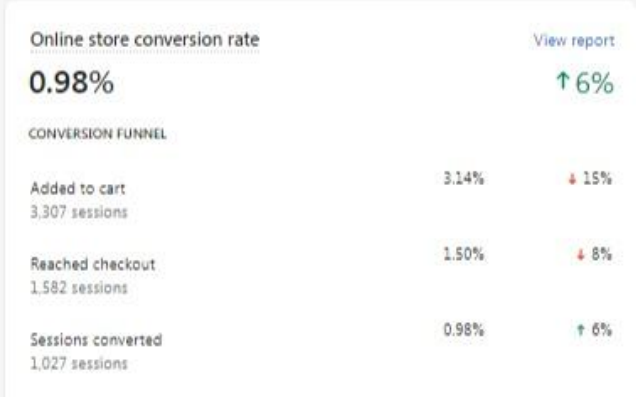 Online store conversion rate
View report
0.98%
↑ 6%
CONVERSION FUNNEL
Added to cart
3.14%
↓ 15%
3,307 sessions
Reached checkout
1.50%
↓ 8%
1,582 sessions
Sessions converted
0.98%
↑ 6%
1,027 sessions